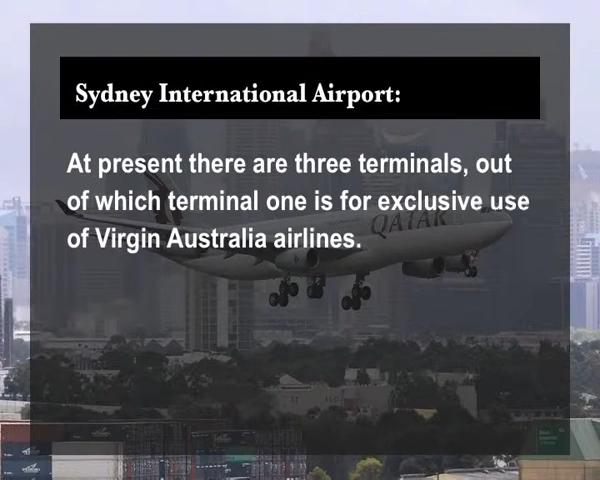 Sydney International Airport:
At present there are three terminals, out
of which terminal one is for exclusive use
of Virgin Australia airlines.
QATAR